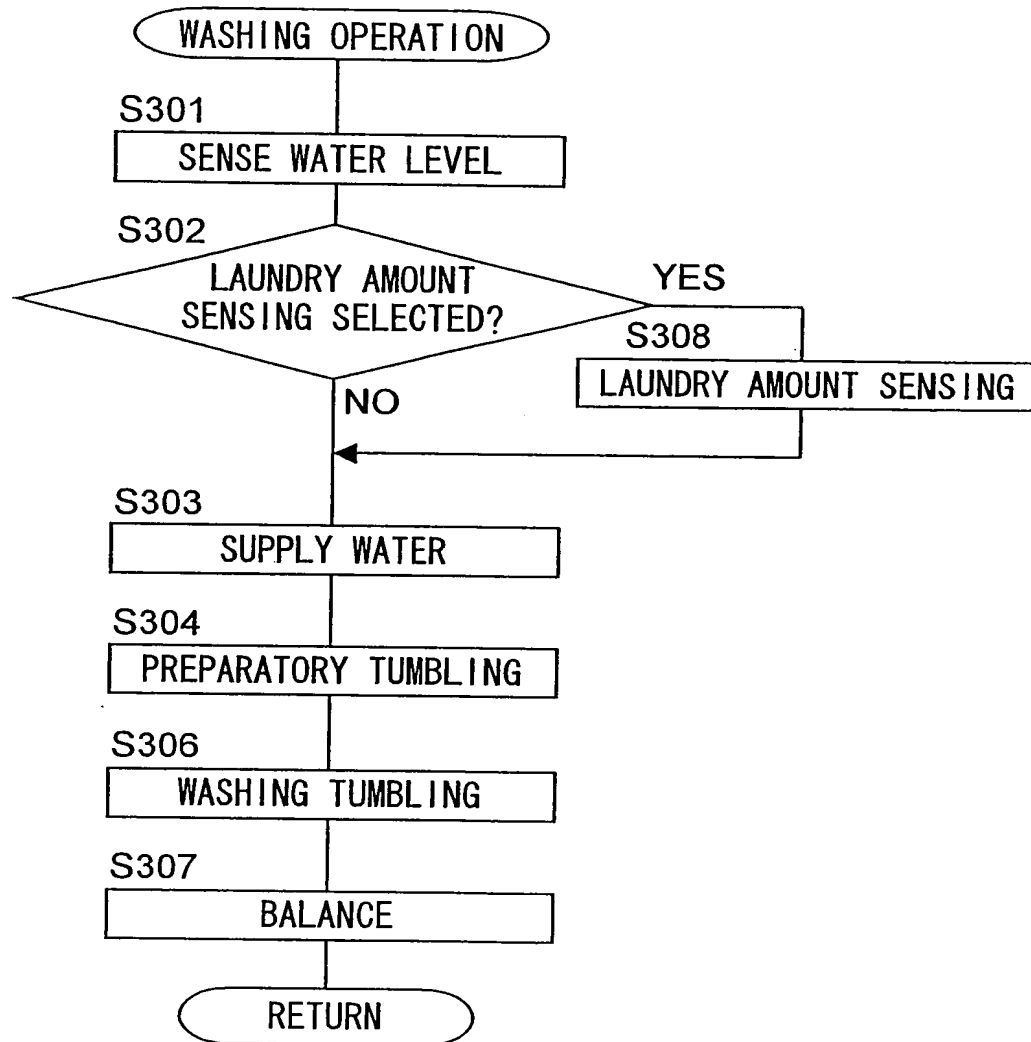 WASHING OPERATION
S301
SENSE WATER LEVEL
S302
LAUNDRY AMOUNT
SENSING SELECTED?
YES
S308
LAUNDRY AMOUNT SENSING
NO
S303
SUPPLY WATER
S304
PREPARATORY TUMBLING
S306
WASHING TUMBLING
S307
BALANCE
RETURN